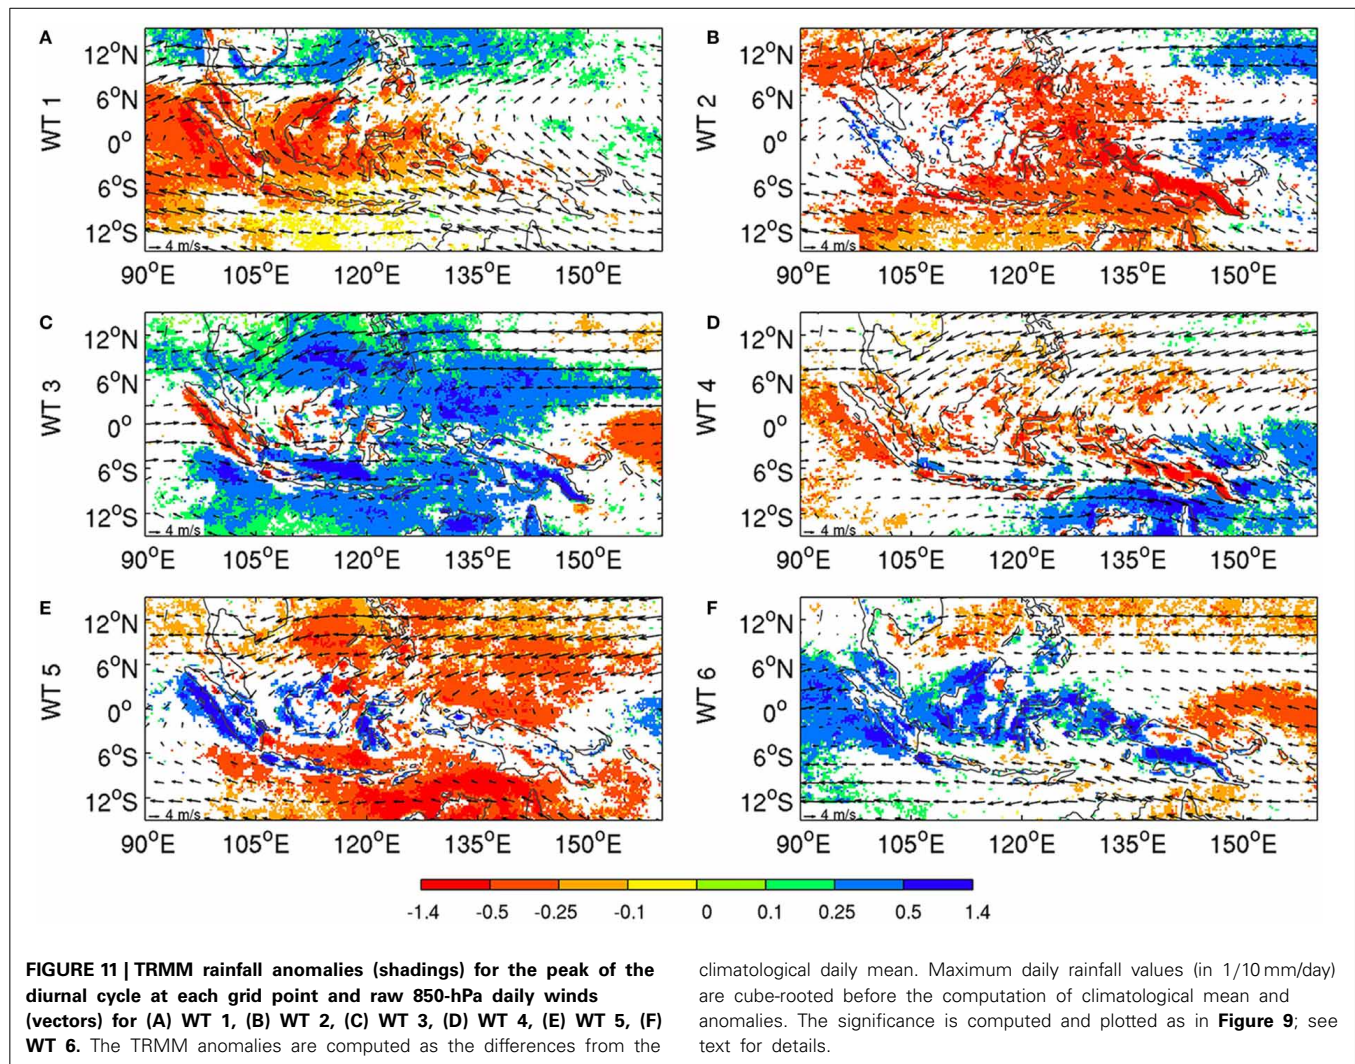 A
WT 1
12°N
6°N
0°
6°S
12°S
4 m/s
90°E 105°E 120°E 135°E 150°E
B
WT 2
12°N
6°N
0°
6°S
12°S
4 m/s
90°E 105°E 120°E 135°E 150°E
C
WT 3
12°N
6°N
0°
6°S
12°S
4 m/s
90°E 105°E 120°E 135°E 150°E
D
WT 4
12°N
6°N
0°
6°S
12°S
4 m/s
90°E 105°E 120°E 135°E 150°E
E
WT 5
12°N
6°N
0°
6°S
12°S
4 m/s
90°E 105°E 120°E 135°E 150°E
F
WT 6
12°N
6°N
0°
6°S
12°S
4 m/s
90°E 105°E 120°E 135°E 150°E
-1.4 -0.5 -0.25 -0.1 0 0.1 0.25 0.5 1.4
FIGURE 11 | TRMM rainfall anomalies (shadings) for the peak of the
diurnal cycle at each grid point and raw 850-hPa daily winds
(vectors) for (A) WT 1, (B) WT 2, (C) WT 3, (D) WT 4, (E) WT 5, (F)
WT 6. The TRMM anomalies are computed as the differences from the
climatological daily mean. Maximum daily rainfall values (in 1/10 mm/day)
are cube-rooted before the computation of climatological mean and
anomalies. The significance is computed and plotted as in Figure 9; see
text for details.